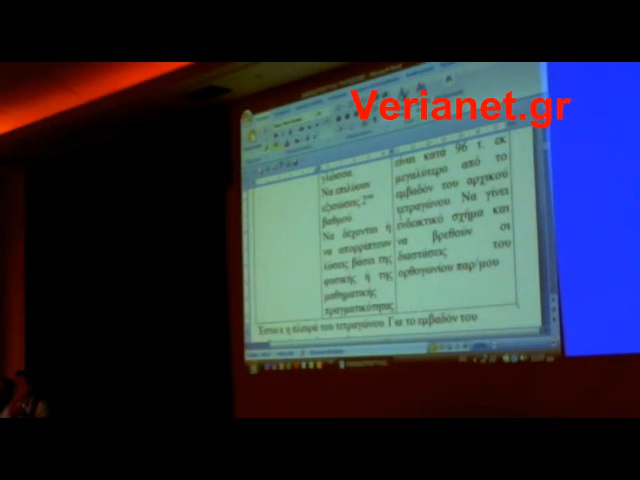 Verianet.gr
γλώσσα.
Να επιλύουν
εξισώσεις 2ου
βαθμού
Να δέχονται ή
να απορρίπτουν
λύσεις βάσει της
φυσικής ή της
μαθηματικής
πραγματικότητας
είναι κατά 96 τ. εκ
μεγαλύτερο από το
εμβαδόν του αρχικού
τετραγώνου. Να γίνει
ενδεικτικό σχήμα και
να βρεθούν οι
διαστάσεις του
ορθογωνίου παρ/μου
Έστω x η πλευρά του τετραγώνου. Για το εμβαδόν του